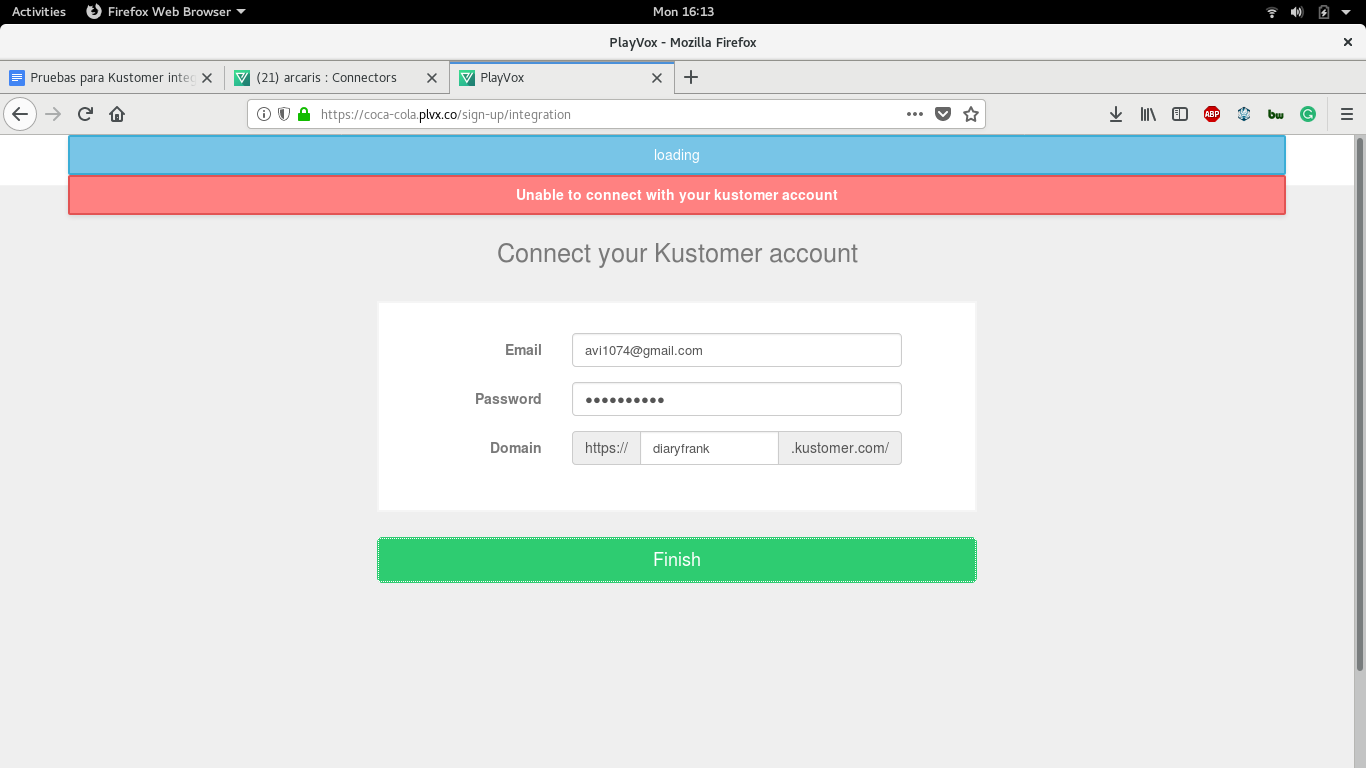 Activities Firefox Web Browser Mon 16:13
PlayVox - Mozilla Firefox
Pruebas para Kustomer integ (21) arcaris : Connectors PlayVox
https://coca-cola.plvx.co/sign-up/integration ABP bw
loading
Unable to connect with your kustomer account
Connect your Kustomer account
Email avi1074@gmail.com
Password ••••••••••
Domain https:// diaryfrank .kustomer.com/
Finish